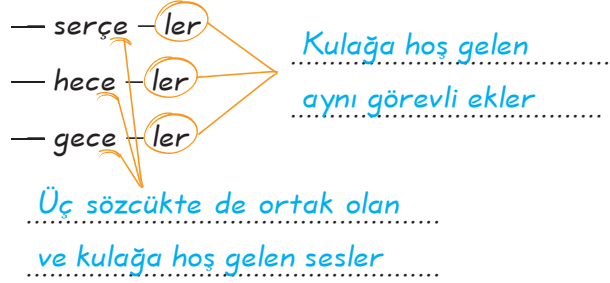 — serçe – ler
— hece – ler
— gece – ler
Kulağa hoş gelen
aynı görevli ekler
Üç sözcükte de ortak olan
ve kulağa hoş gelen sesler